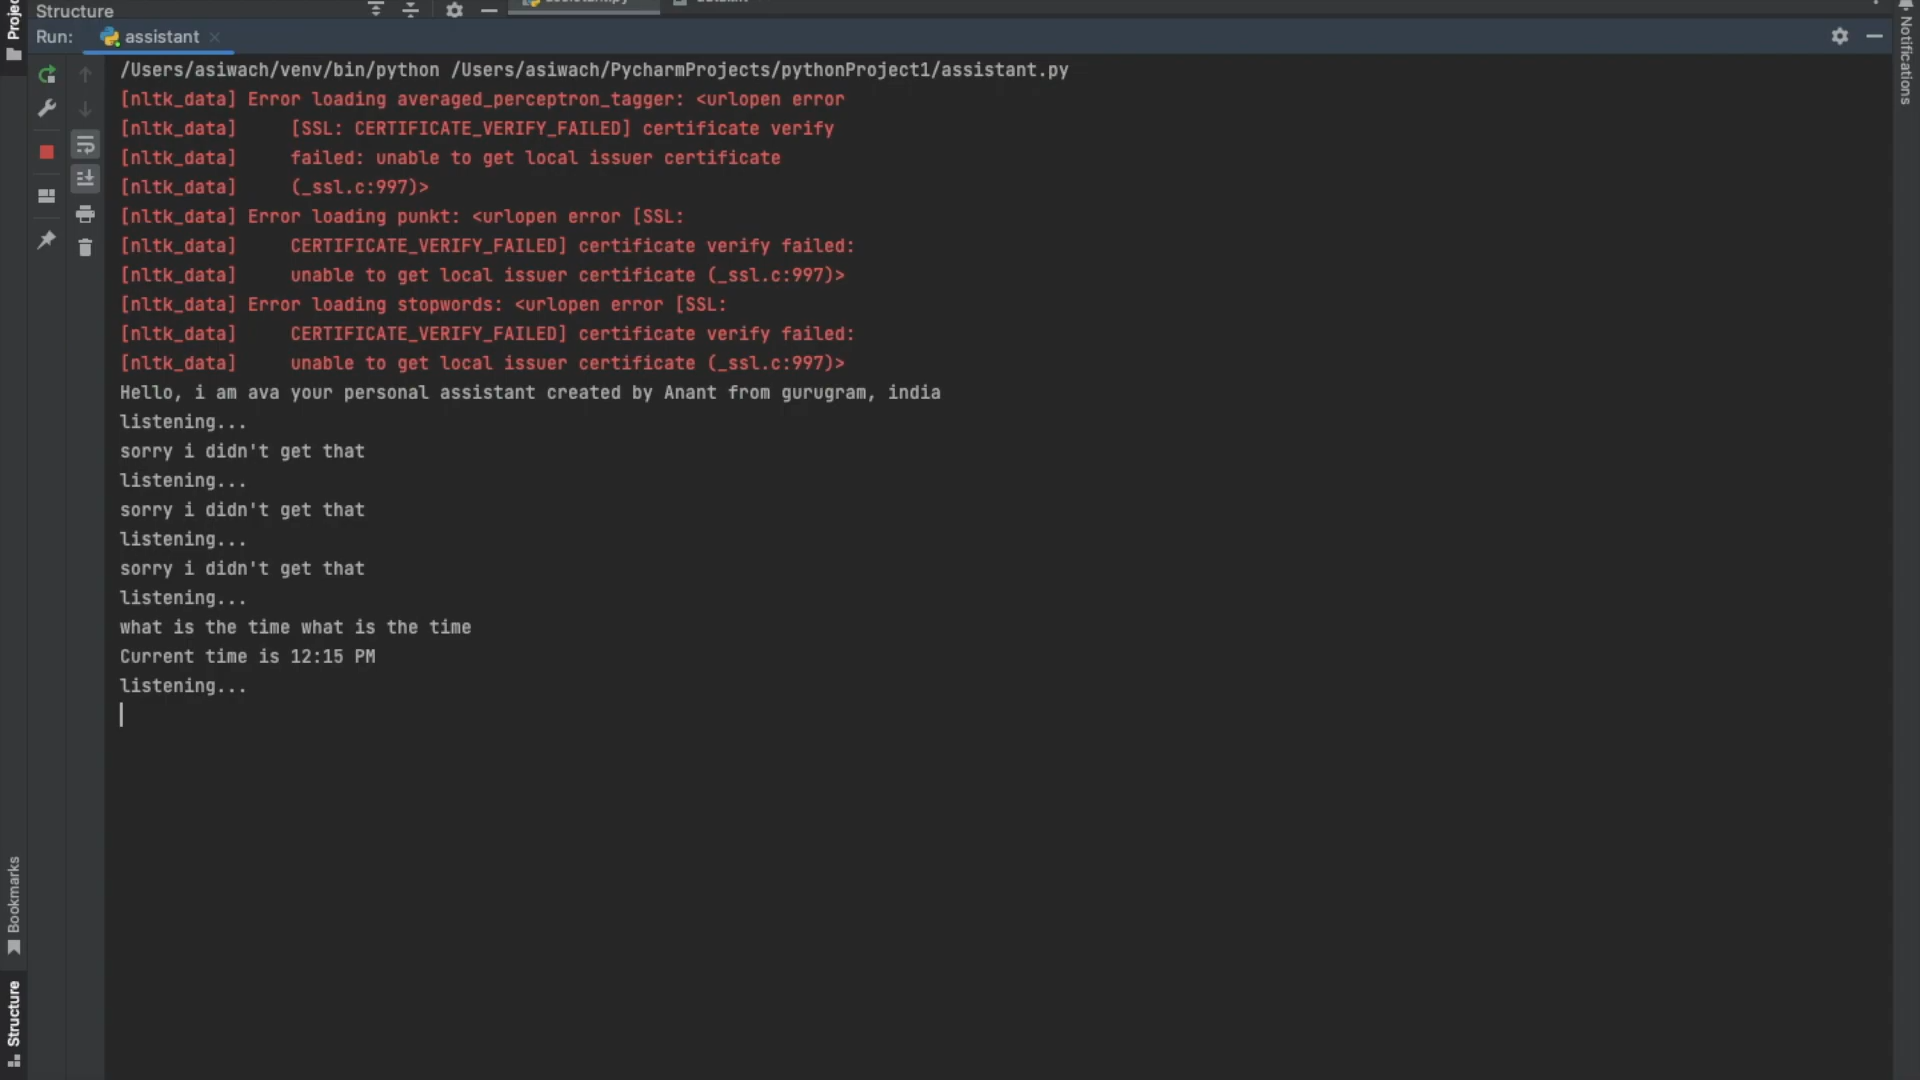 Structure
Run: assistant
/Users/asiwach/venv/bin/python /Users/asiwach/PycharmProjects/pythonProject1/assistant.py
[nltk_data] Error loading averaged_perceptron_tagger: <urlopen error
[nltk_data]     [SSL: CERTIFICATE_VERIFY_FAILED] certificate verify
[nltk_data]     failed: unable to get local issuer certificate
[nltk_data]     (_ssl.c:997)>
[nltk_data] Error loading punkt: <urlopen error [SSL:
[nltk_data]     CERTIFICATE_VERIFY_FAILED] certificate verify failed:
[nltk_data]     unable to get local issuer certificate (_ssl.c:997)>
[nltk_data] Error loading stopwords: <urlopen error [SSL:
[nltk_data]     CERTIFICATE_VERIFY_FAILED] certificate verify failed:
[nltk_data]     unable to get local issuer certificate (_ssl.c:997)>
Hello, i am ava your personal assistant created by Anant from gurugram, india
listening...
sorry i didn't get that
listening...
sorry i didn't get that
listening...
sorry i didn't get that
listening...
what is the time what is the time
Current time is 12:15 PM
listening...
Bookmarks
Structure
Notifications